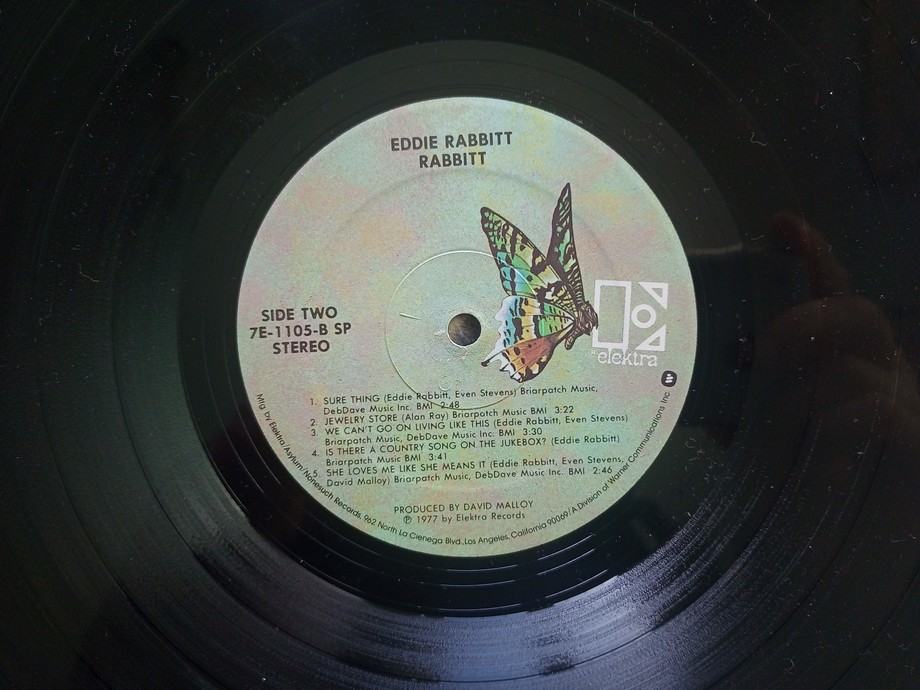 EDDIE RABBITT
RABBITT
SIDE TWO
7E-1105-B SP
STEREO
elektra
1. SURE THING (Eddie Rabbitt, Even Stevens) Briarpatch Music,
DebDave Music Inc. BMI 2:48
2. JEWELRY STORE (Alan Ray) Briarpatch Music BMI 3:22
3. WE CAN'T GO ON LIVING LIKE THIS (Eddie Rabbitt, Even Stevens)
Briarpatch Music, DebDave Music Inc. BMI 3:30
4. IS THERE A COUNTRY SONG ON THE JUKEBOX? (Eddie Rabbitt)
Briarpatch Music BMI 3:41
5. SHE LOVES ME LIKE SHE MEANS IT (Eddie Rabbitt, Even Stevens,
David Malloy) Briarpatch Music, DebDave Music Inc. BMI 2:46
PRODUCED BY DAVID MALLOY
℗ 1977 by Elektra Records
Mfg by Elektra/Asylum/Nonesuch Records, 962 North La Cienega Blvd., Los Angeles, California 90069/A Division of Warner Communications Inc